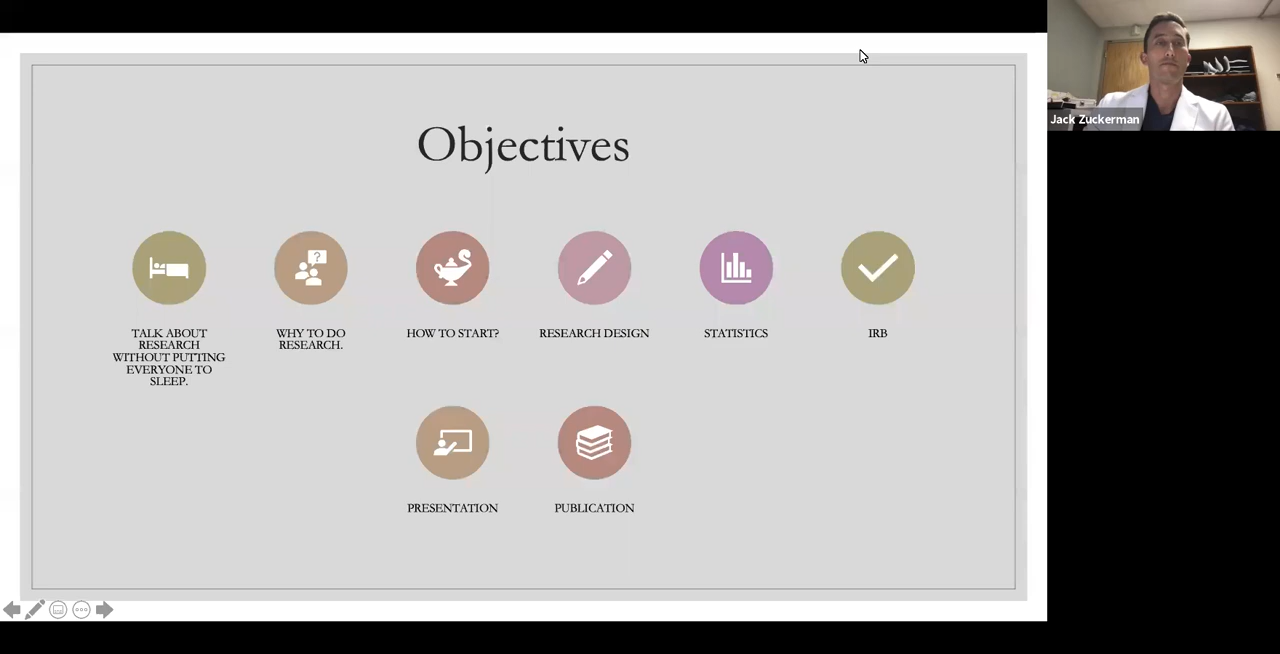 Objectives
TALK ABOUT
RESEARCH
WITHOUT PUTTING
EVERYONE TO
SLEEP.
WHY TO DO
RESEARCH.
HOW TO START?
RESEARCH DESIGN
STATISTICS
IRB
PRESENTATION
PUBLICATION
Jack Zuckerman
?